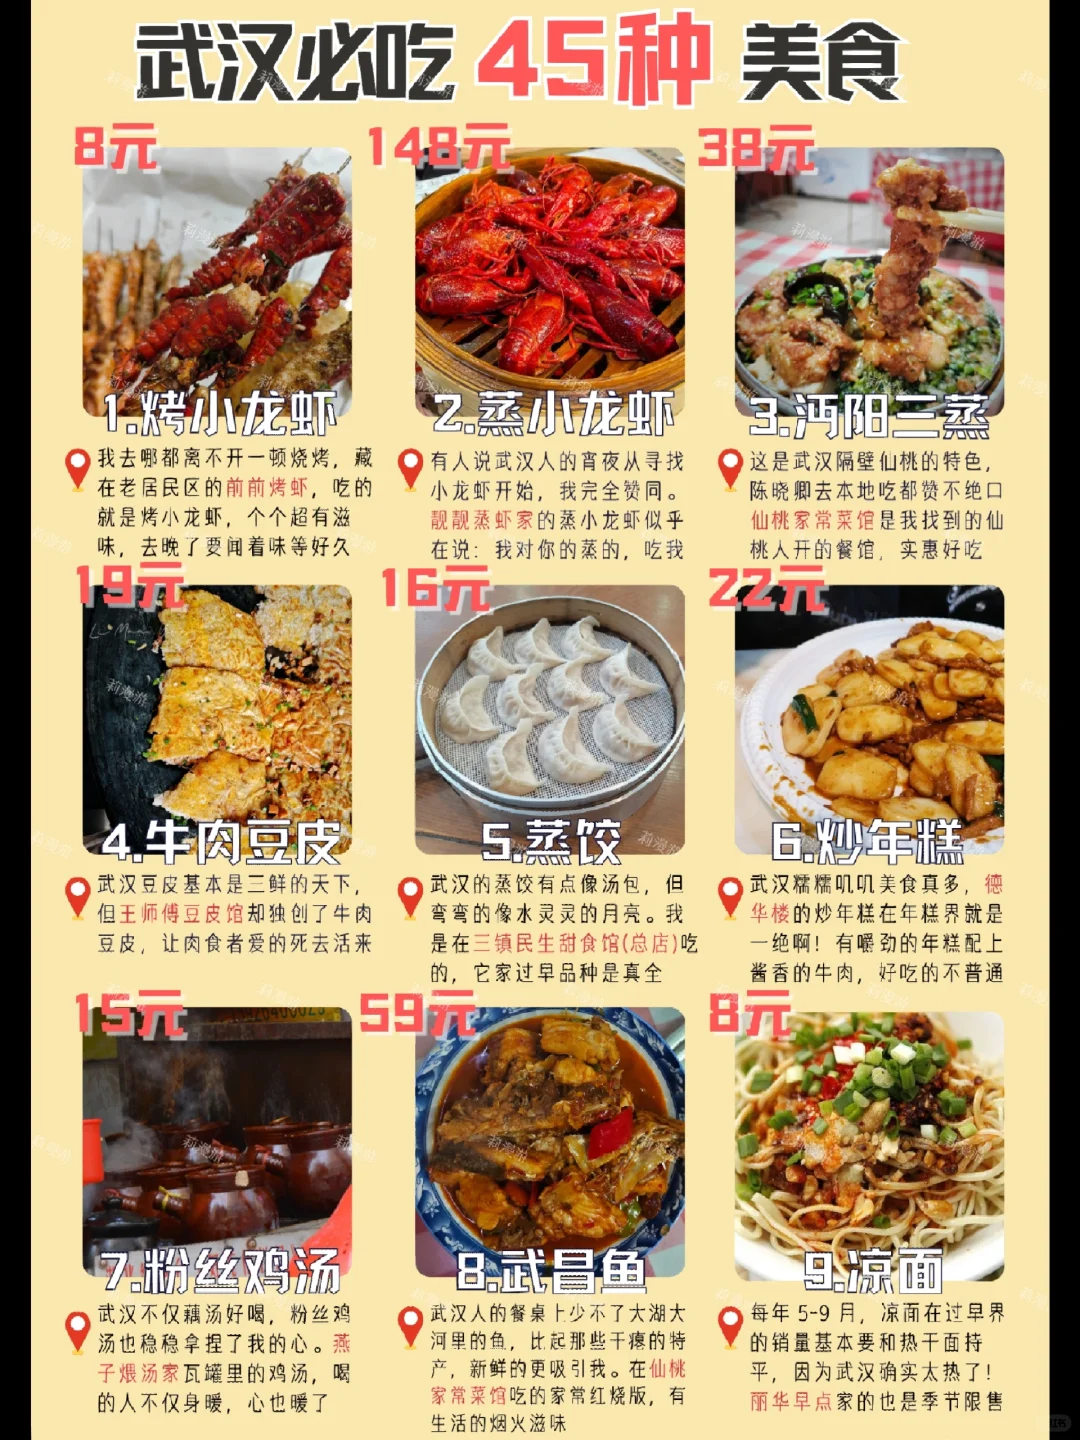 武汉必吃 45种 美食
8元
148元
38元
1.烤小龙虾
2.蒸小龙虾
3.沔阳三蒸
我去哪都离不开一顿烧烤，藏
在老居民区的前前烤虾，吃的
就是烤小龙虾，个个超有滋
味，去晚了要闻着味等好久
有人说武汉人的宵夜从寻找
小龙虾开始，我完全赞同。
靓靓蒸虾家的蒸小龙虾似乎
在说：我对你的蒸的，吃我
这是武汉隔壁仙桃的特色，
陈晓卿去本地吃都赞不绝口
仙桃家常菜馆是我找到的仙
桃人开的餐馆，实惠好吃
19元
16元
22元
4.牛肉豆皮
5.蒸饺
6.炒年糕
武汉豆皮基本是三鲜的天下，
但王师傅豆皮馆却独创了牛肉
豆皮，让肉食者爱的死去活来
武汉的蒸饺有点像汤包，但
弯弯的像水灵灵的月亮。我
是在三镇民生甜食馆(总店)吃
的，它家过早品种是真全
武汉糯糯叽叽美食真多，德
华楼的炒年糕在年糕界就是
一绝啊！有嚼劲的年糕配上
酱香的牛肉，好吃的不普通
15元
59元
8元
7.粉丝鸡汤
8.武昌鱼
9.凉面
武汉不仅藕汤好喝，粉丝鸡
汤也稳稳拿捏了我的心。燕
子煨汤家瓦罐里的鸡汤，喝
的人不仅身暖，心也暖了
武汉人的餐桌上少不了大湖大
河里的鱼，比起那些干瘪的特
产，新鲜的更吸引我。在仙桃
家常菜馆吃的家常红烧版，有
生活的烟火滋味
每年 5-9 月，凉面在过早界
的销量基本要和热干面持
平，因为武汉确实太热了！
丽华早点家的也是季节限售
莉漫游